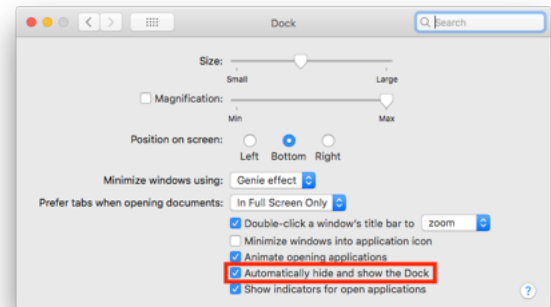 Dock
Search
Size:
Small Large
Magnification:
Min Max
Position on screen:
Left Bottom Right
Minimize windows using: Genie effect
Prefer tabs when opening documents: In Full Screen Only
Double-click a window's title bar to zoom
Minimize windows into application icon
Animate opening applications
Automatically hide and show the Dock
Show indicators for open applications
?